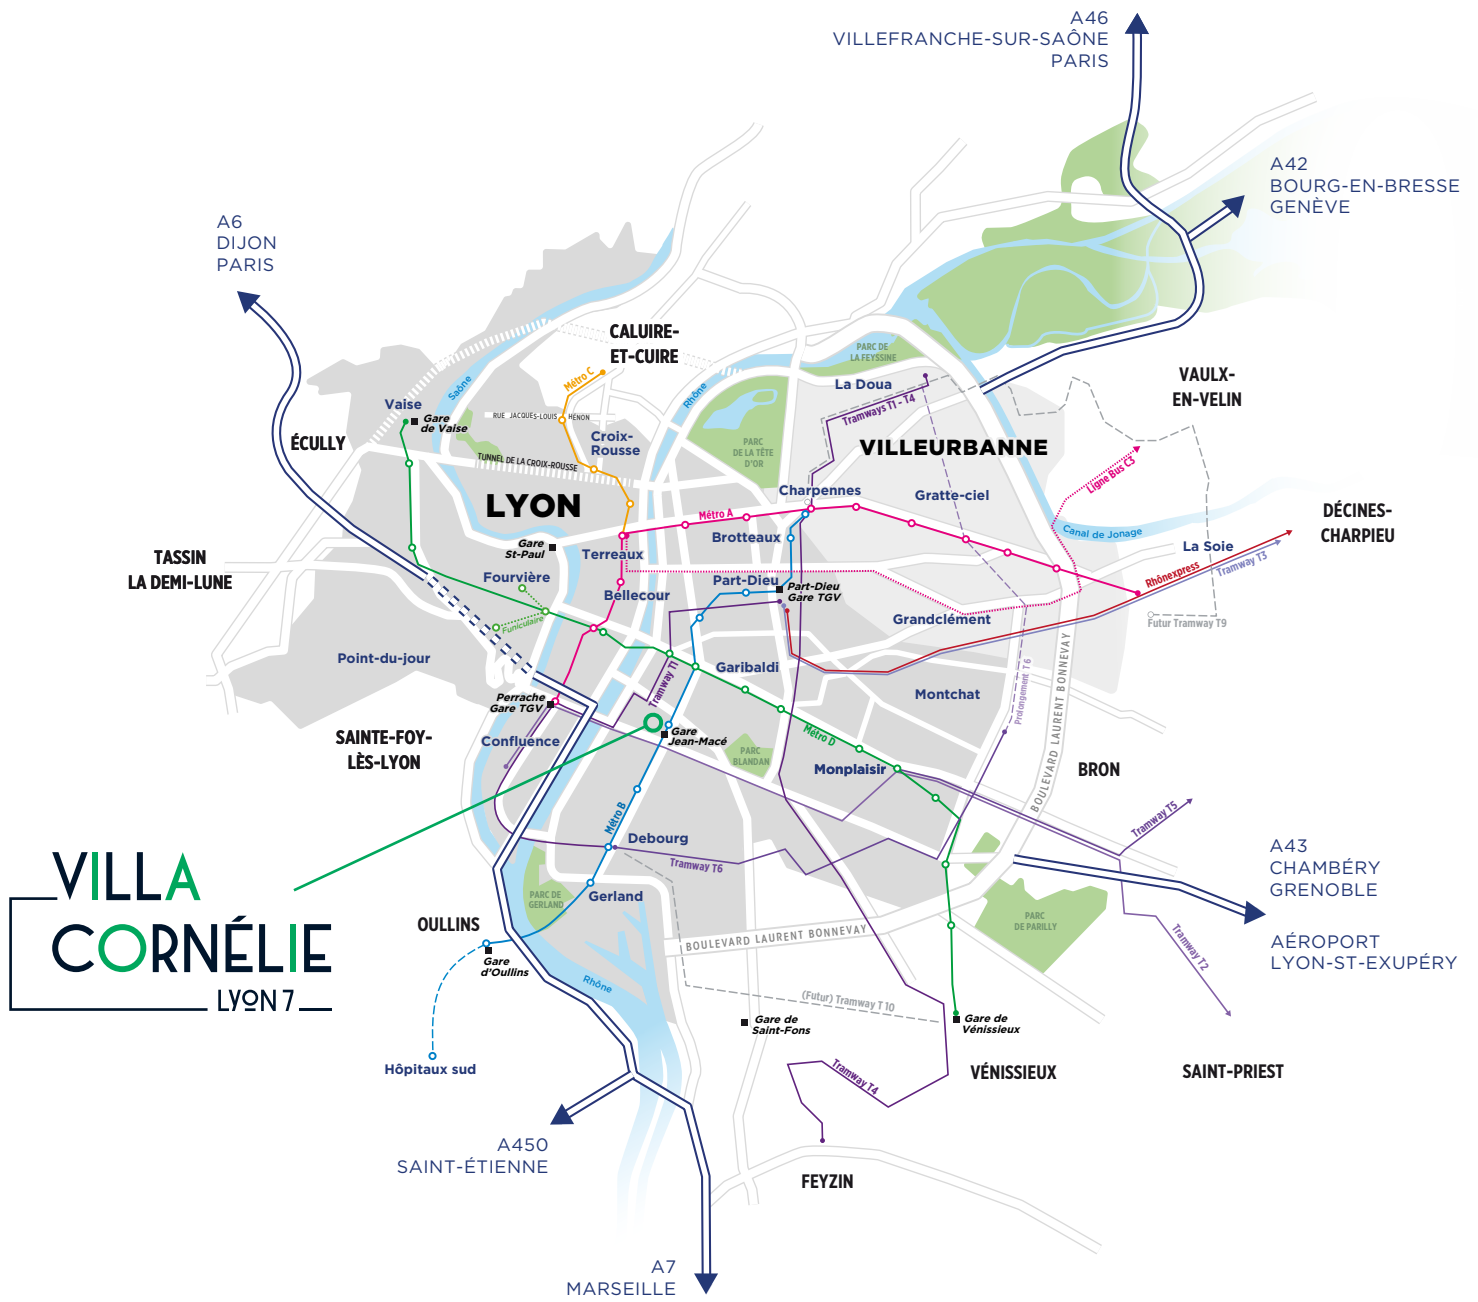 A46
VILLEFRANCHE-SUR-SAÔNE
PARIS
A42
BOURG-EN-BRESSE
GENÈVE
A6
DIJON
PARIS
CALUIRE-
ET-CUIRE
PARC DE
LA FEYSSINE
VAULX-
EN-VELIN
Saône
Métro C
Rhône
La Doua
Tramways T1 - T4
Vaise
Gare
de Vaise
RUE JACQUES-LOUIS HÉNON
ÉCULLY
Croix-
Rousse
PARC
DE LA TÊTE
D'OR
VILLEURBANNE
TUNNEL DE LA CROIX-ROUSSE
Ligne Bus C3
LYON
Charpennes
Gratte-ciel
Métro A
DÉCINES-
CHARPIEU
Canal de Jonage
Gare
St-Paul
Terreaux
Brotteaux
La Soie
TASSIN
LA DEMI-LUNE
Fourvière
Part-Dieu
Part-Dieu
Gare TGV
Rhônexpress
Tramway T3
Bellecour
Funiculaire
Grandclément
Futur Tramway T9
Point-du-jour
Garibaldi
Tramway T1
Montchat
Prolongement T 6
BOULEVARD LAURENT BONNEVAY
Perrache
Gare TGV
SAINTE-FOY-
LÈS-LYON
Confluence
Gare
Jean-Macé
Métro D
PARC
BLANDAN
Monplaisir
BRON
Métro B
Debourg
Tramway T6
Tramway T5
VILLA
CORNÉLIE
LYON 7
A43
CHAMBÉRY
GRENOBLE
PARC DE
GERLAND
Gerland
OULLINS
PARC
DE PARILLY
BOULEVARD LAURENT BONNEVAY
AÉROPORT
LYON-ST-EXUPÉRY
Tramway T2
Gare
d'Oullins
Rhône
(Futur) Tramway T 10
Gare de
Saint-Fons
Gare de
Vénissieux
Hôpitaux sud
Tramway T4
VÉNISSIEUX
SAINT-PRIEST
A450
SAINT-ÉTIENNE
FEYZIN
A7
MARSEILLE